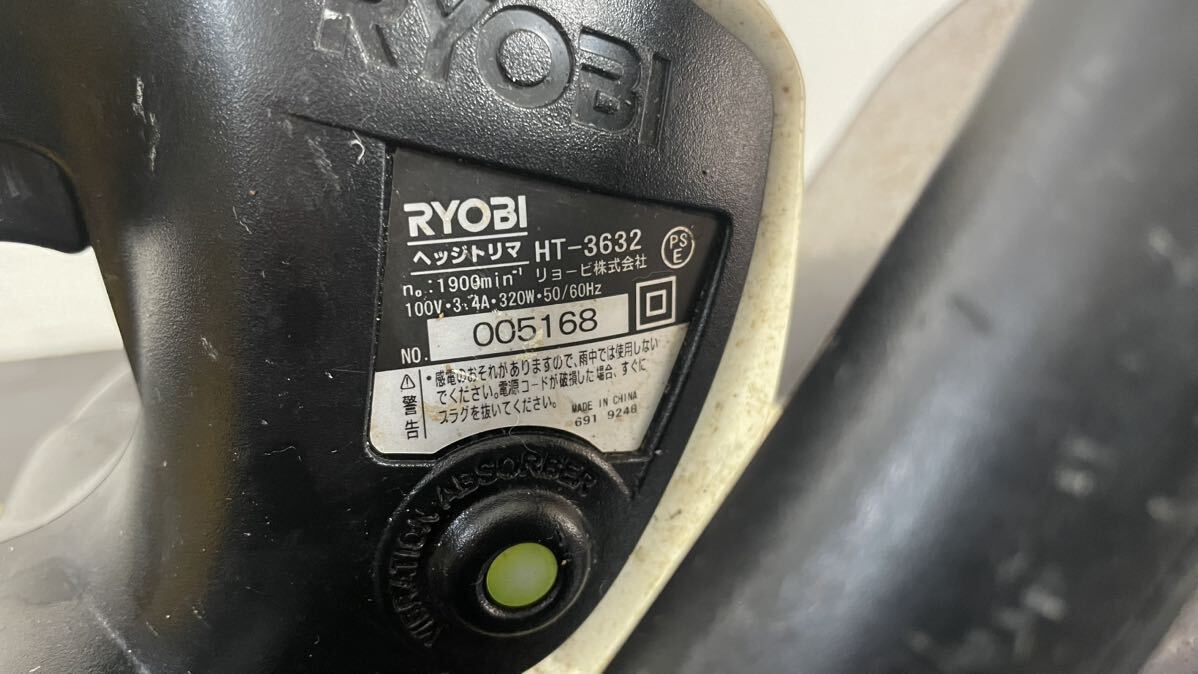 RYOBI
RYOBI
ヘッジトリマ HT-3632
PS
E
n₀:1900min⁻¹ リョービ株式会社
100V・3.4A・320W・50/60Hz
NO. 005168
警告
・感電のおそれがありますので、雨中では使用しない
でください。電源コードが破損した場合、すぐに
プラグを抜いてください。
MADE IN CHINA
691 9248
VIBRATION ABSORBER